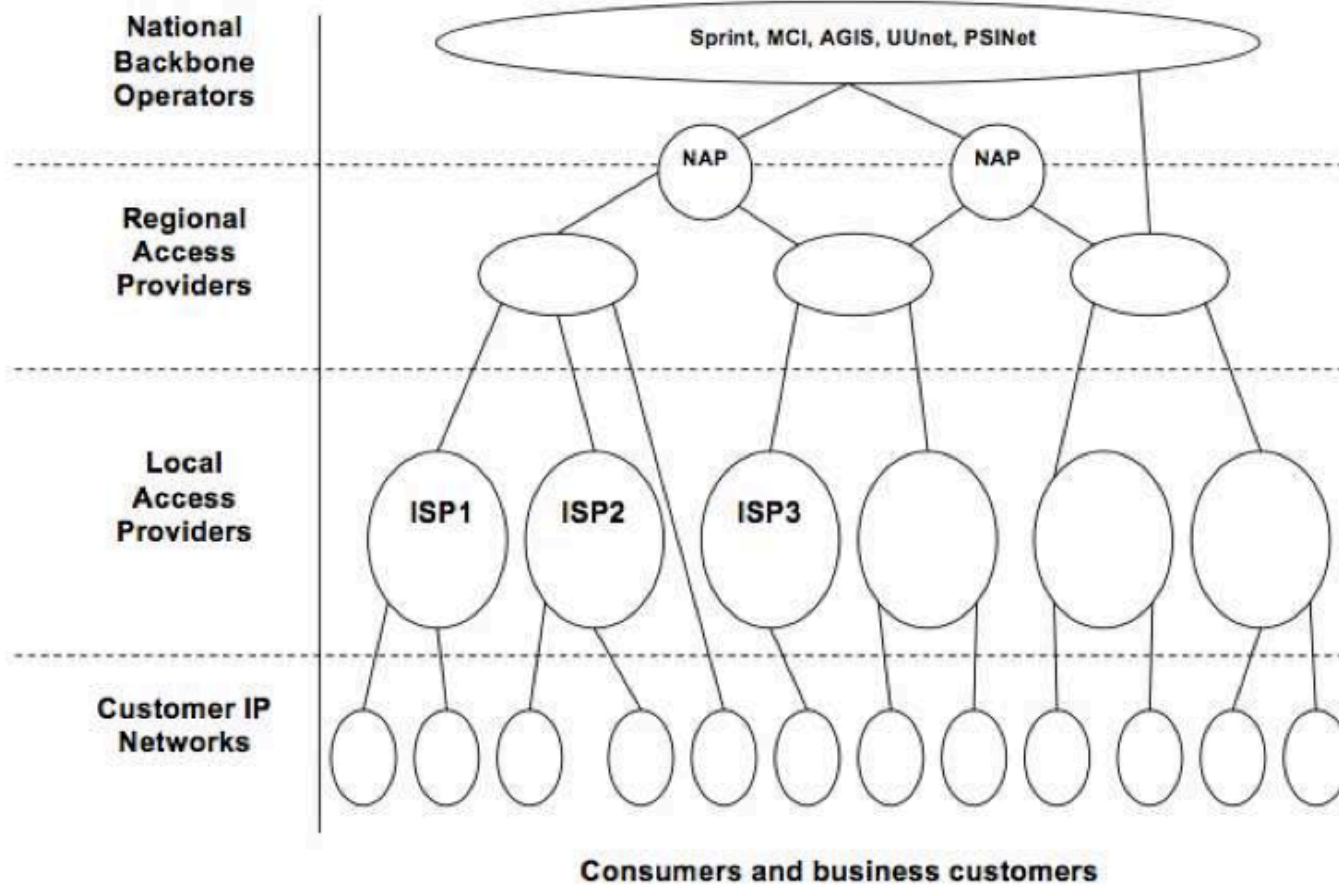 National
Backbone
Operators
Sprint, MCI, AGIS, UUnet, PSINet
NAP
NAP
Regional
Access
Providers
Local
Access
Providers
ISP1
ISP2
ISP3
Customer IP
Networks
Consumers and business customers